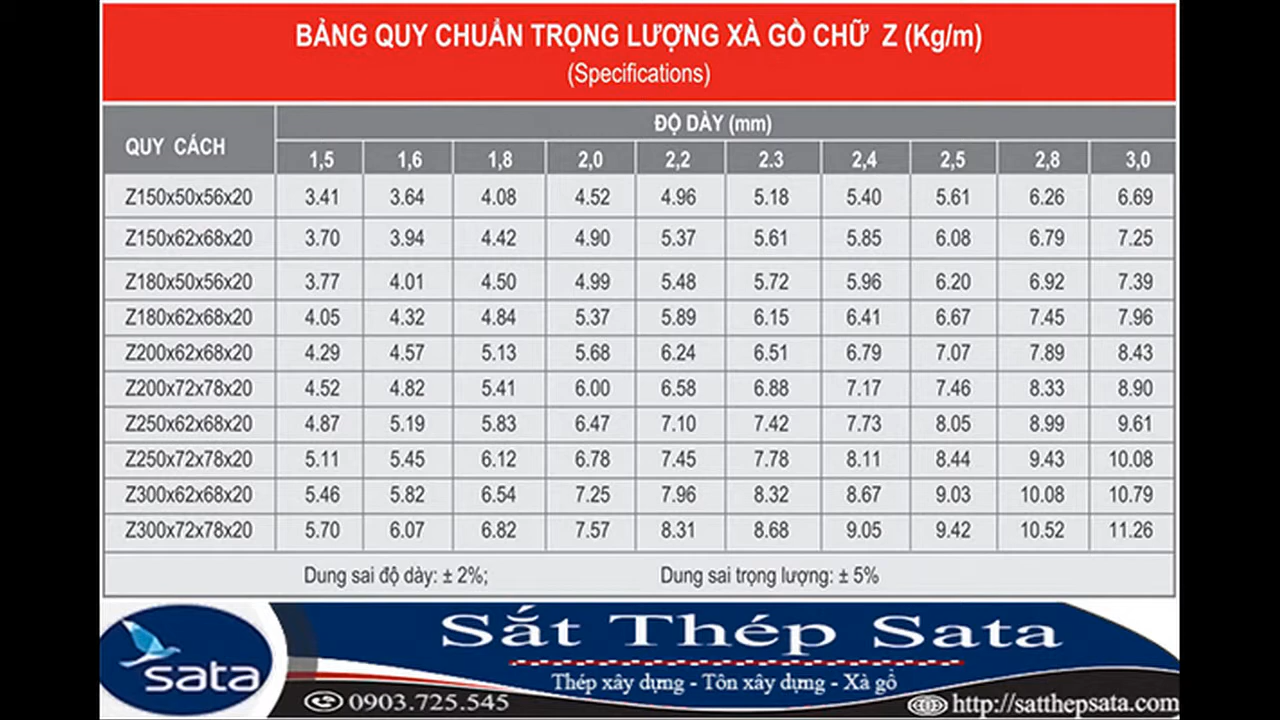 BẢNG QUY CHUẨN TRỌNG LƯỢNG XÀ GỒ CHỮ Z (Kg/m)
(Specifications)
QUY CÁCH ĐỘ DÀY (mm)
1,5 1,6 1,8 2,0 2,2 2.3 2,4 2,5 2,8 3,0
Z150x50x56x20 3.41 3.64 4.08 4.52 4.96 5.18 5.40 5.61 6.26 6.69
Z150x62x68x20 3.70 3.94 4.42 4.90 5.37 5.61 5.85 6.08 6.79 7.25
Z180x50x56x20 3.77 4.01 4.50 4.99 5.48 5.72 5.96 6.20 6.92 7.39
Z180x62x68x20 4.05 4.32 4.84 5.37 5.89 6.15 6.41 6.67 7.45 7.96
Z200x62x68x20 4.29 4.57 5.13 5.68 6.24 6.51 6.79 7.07 7.89 8.43
Z200x72x78x20 4.52 4.82 5.41 6.00 6.58 6.88 7.17 7.46 8.33 8.90
Z250x62x68x20 4.87 5.19 5.83 6.47 7.10 7.42 7.73 8.05 8.99 9.61
Z250x72x78x20 5.11 5.45 6.12 6.78 7.45 7.78 8.11 8.44 9.43 10.08
Z300x62x68x20 5.46 5.82 6.54 7.25 7.96 8.32 8.67 9.03 10.08 10.79
Z300x72x78x20 5.70 6.07 6.82 7.57 8.31 8.68 9.05 9.42 10.52 11.26
Dung sai độ dày: ± 2%; Dung sai trọng lượng: ± 5%
Sắt Thép Sata
sata
Thép xây dựng - Tôn xây dựng - Xà gồ
0903.725.545 http://satthepsata.com